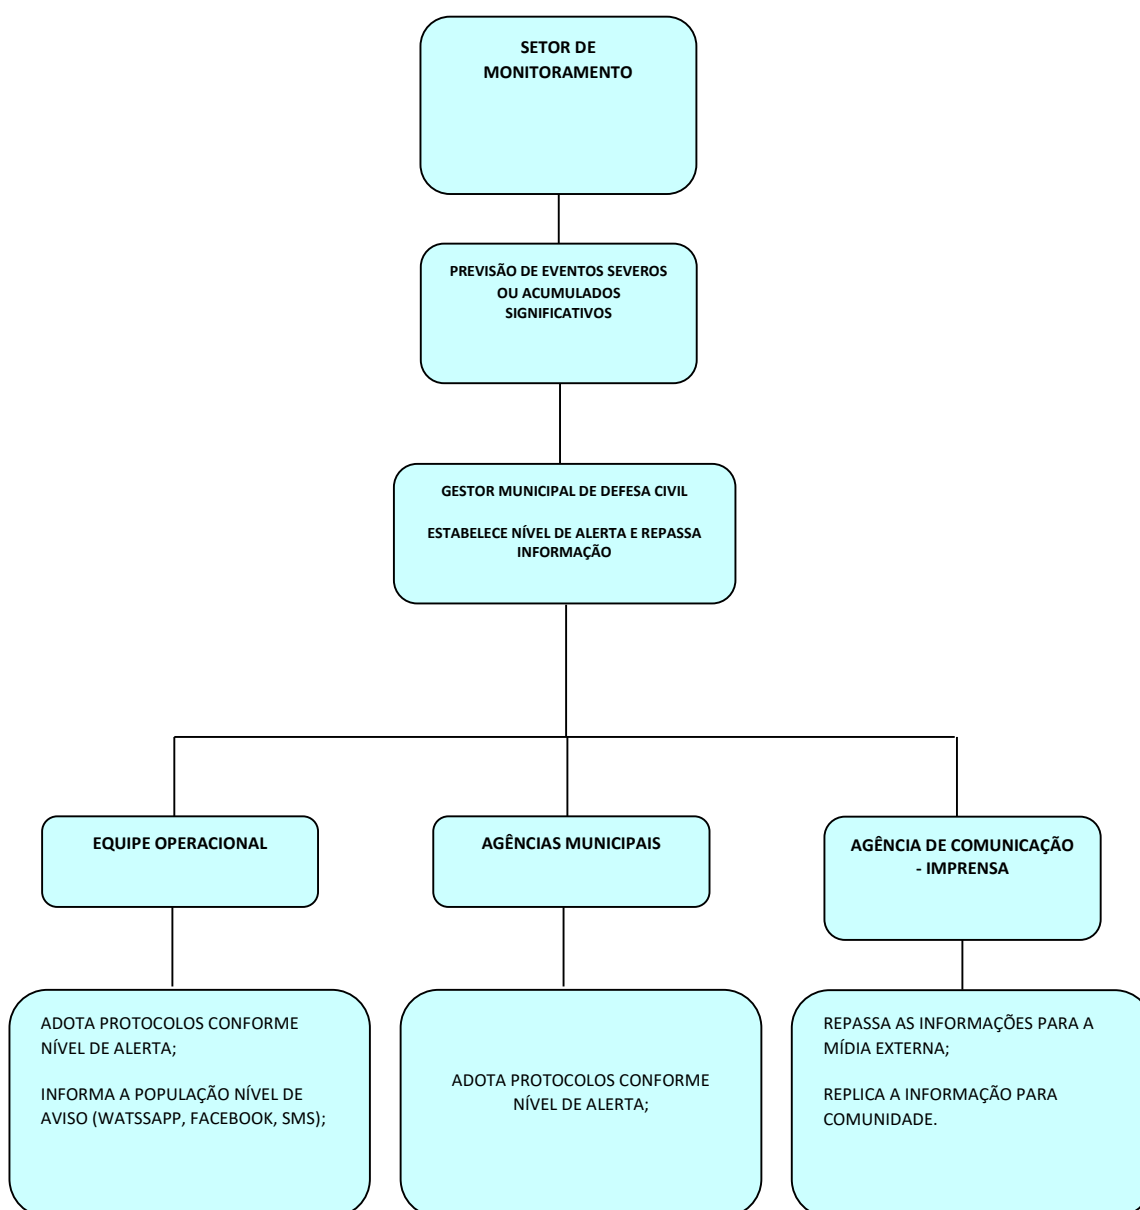 SETOR DE
MONITORAMENTO
PREVISÃO DE EVENTOS SEVEROS
OU ACUMULADOS
SIGNIFICATIVOS
GESTOR MUNICIPAL DE DEFESA CIVIL
ESTABELECE NÍVEL DE ALERTA E REPASSA
INFORMAÇÃO
EQUIPE OPERACIONAL
AGÊNCIAS MUNICIPAIS
AGÊNCIA DE COMUNICAÇÃO
- IMPRENSA
ADOTA PROTOCOLOS CONFORME
NÍVEL DE ALERTA;
INFORMA A POPULAÇÃO NÍVEL DE
AVISO (WATSSAPP, FACEBOOK, SMS);
ADOTA PROTOCOLOS CONFORME
NÍVEL DE ALERTA;
REPASSA AS INFORMAÇÕES PARA A
MÍDIA EXTERNA;
REPLICA A INFORMAÇÃO PARA
COMUNIDADE.